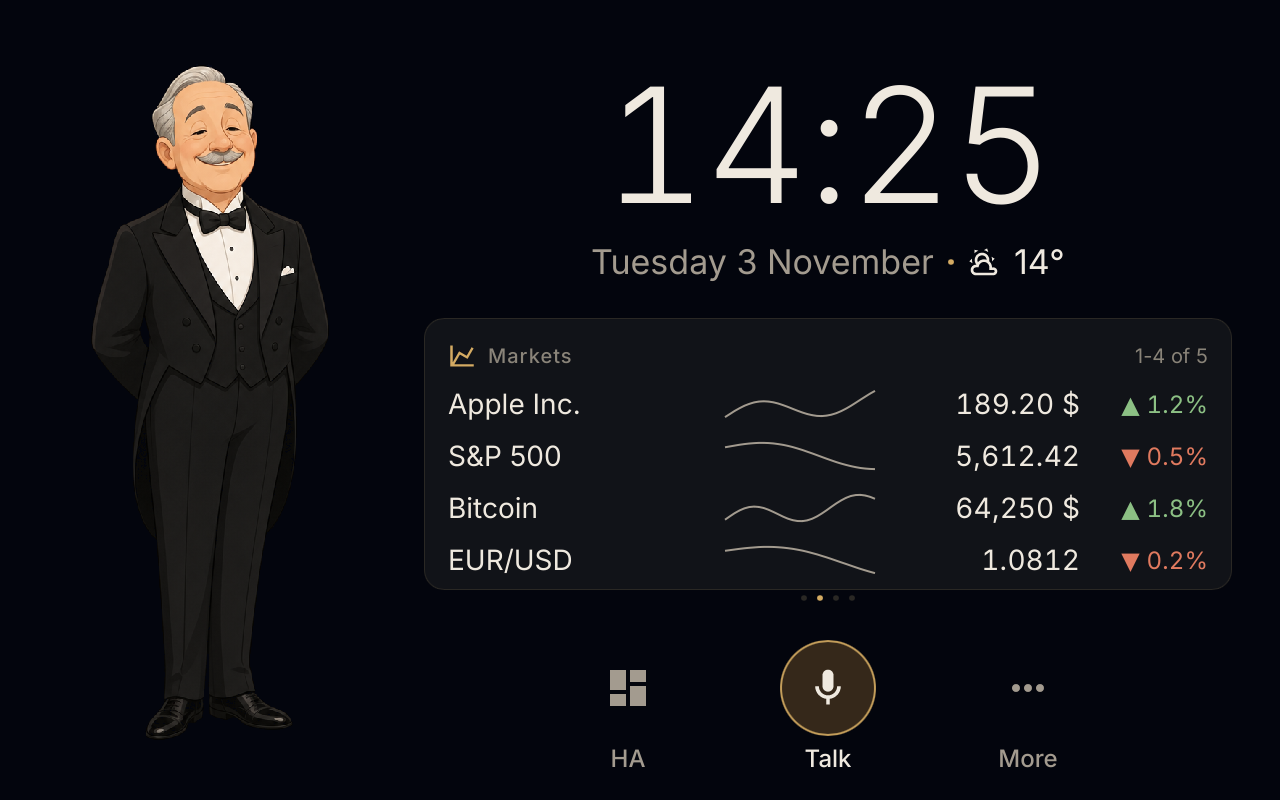 14:25
Tuesday 3 November • 14°
Markets 1-4 of 5
Apple Inc. 189.20 $ ▲ 1.2%
S&P 500 5,612.42 ▼ 0.5%
Bitcoin 64,250 $ ▲ 1.8%
EUR/USD 1.0812 ▼ 0.2%
HA Talk More